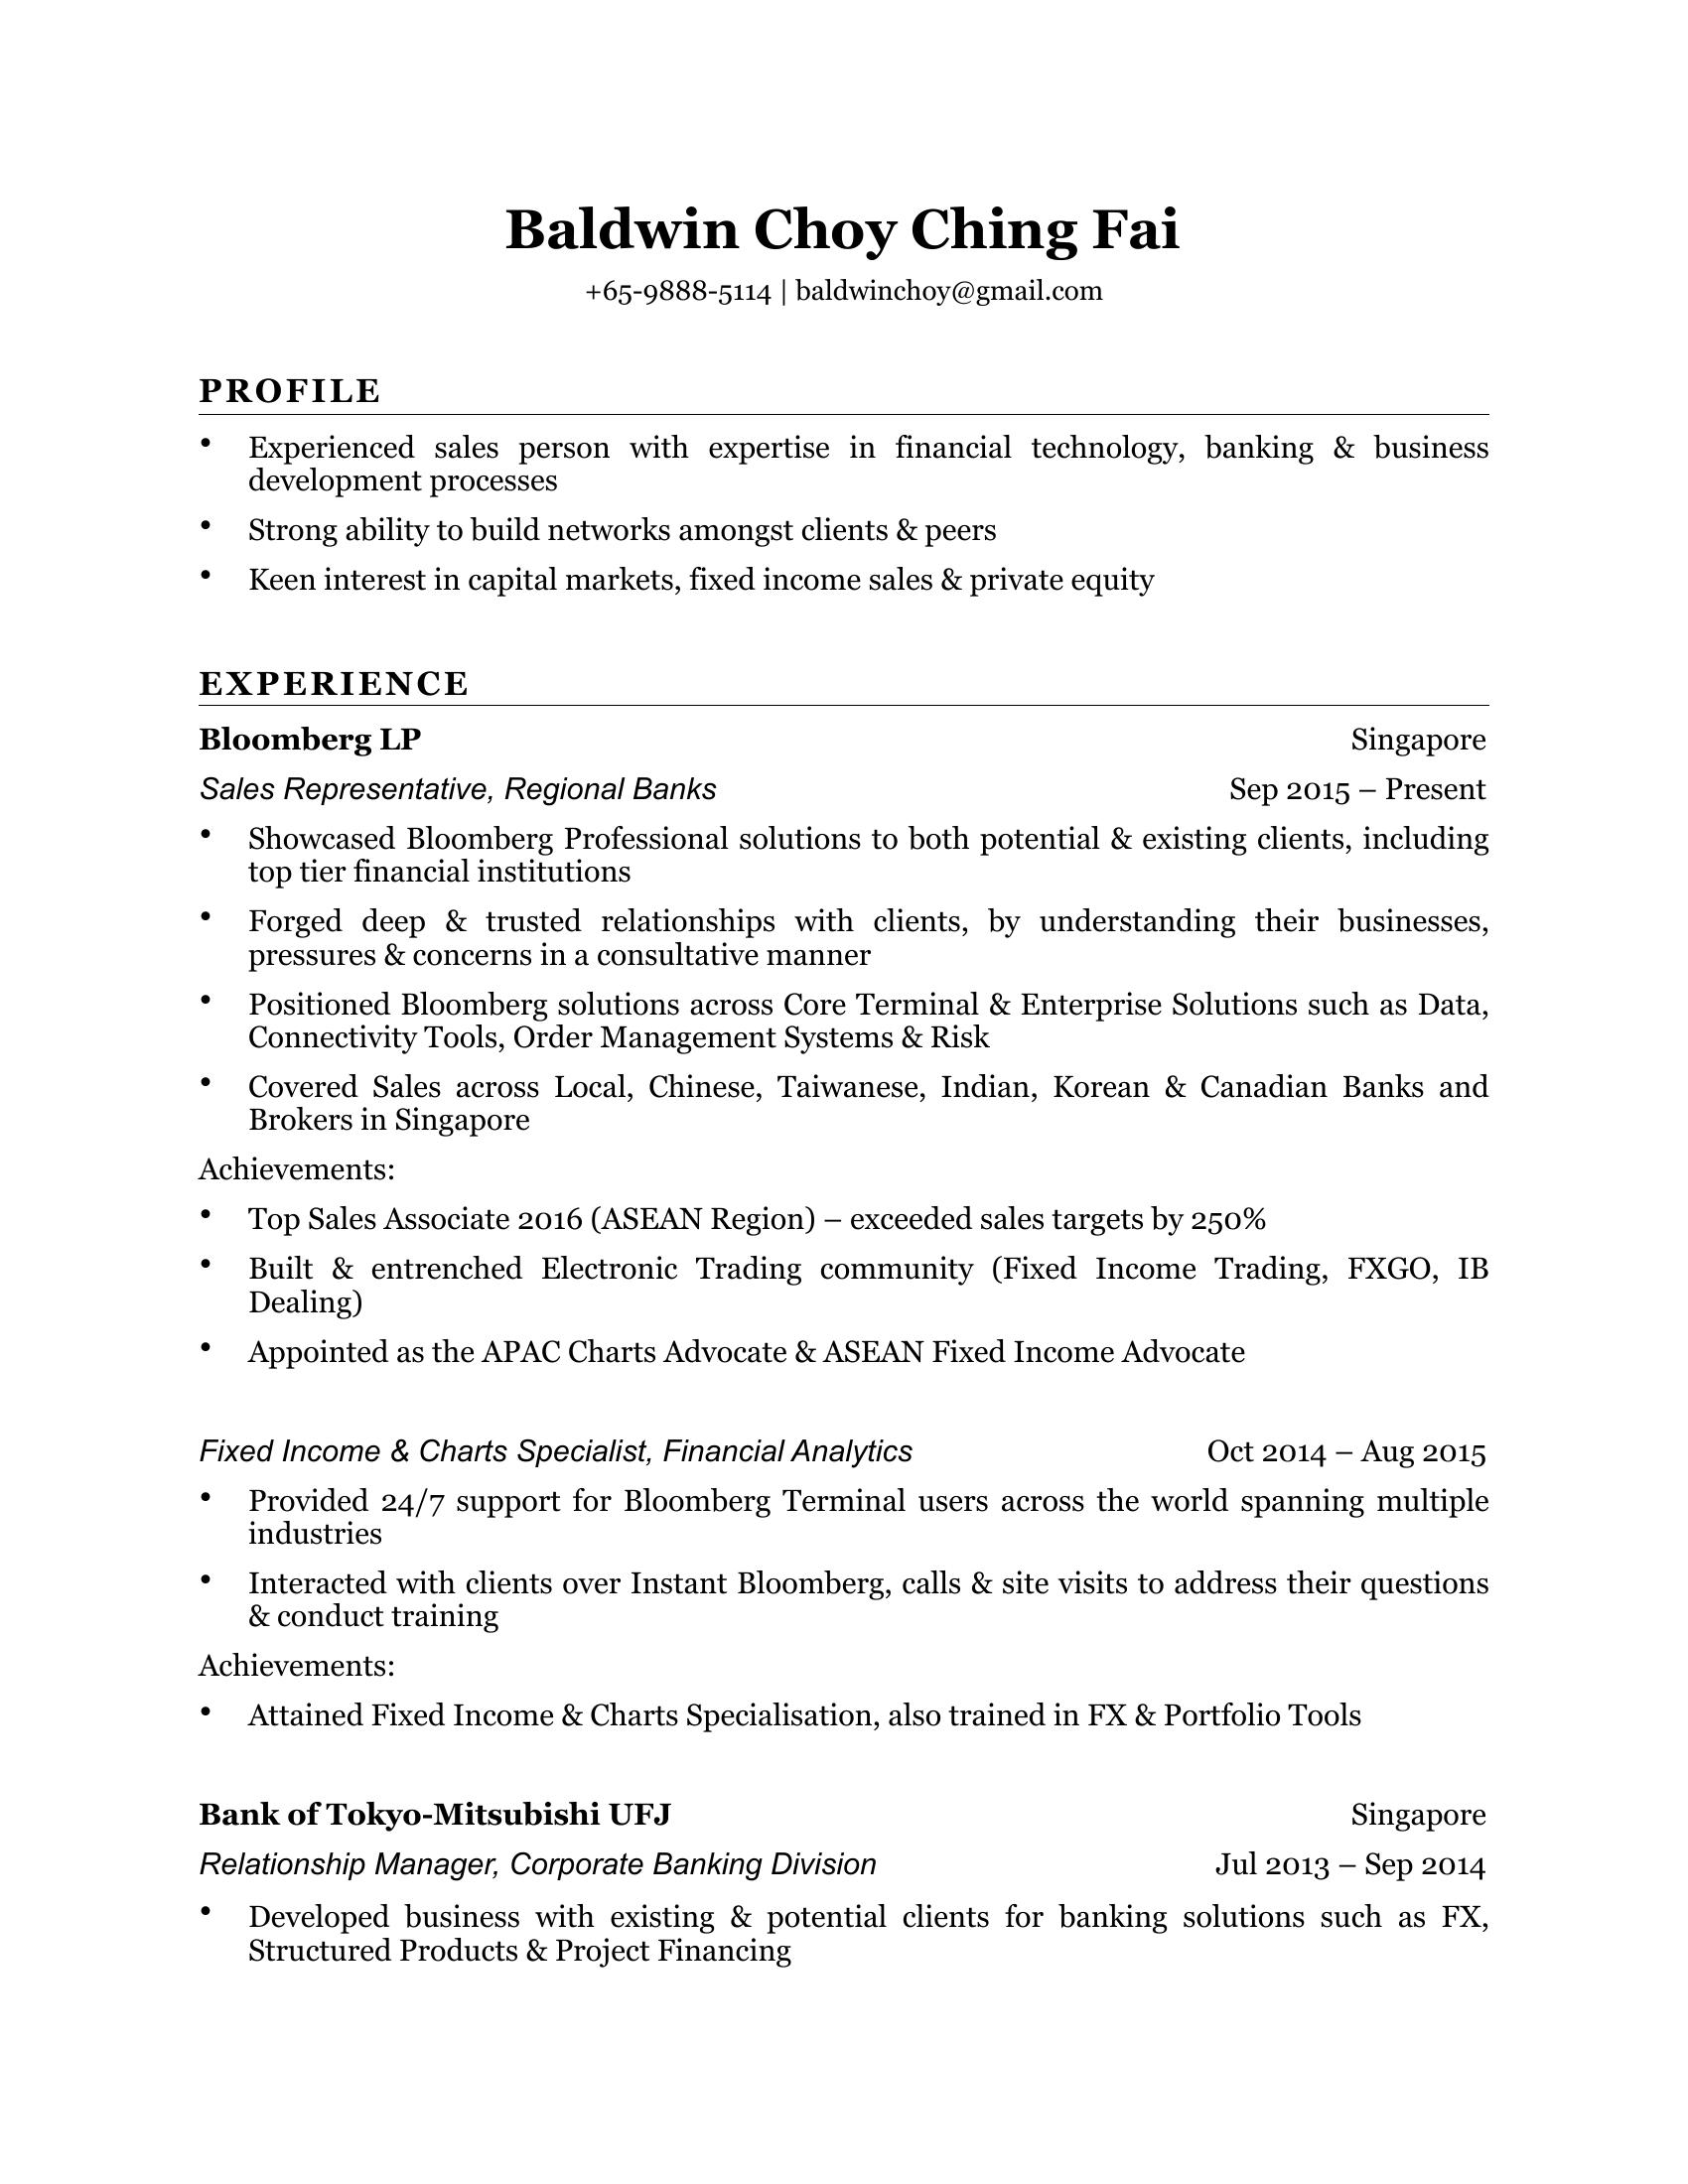 Baldwin Choy Ching Fai
+65-9888-5114 | baldwinchoy@gmail.com
PROFILE
• Experienced sales person with expertise in financial technology, banking & business
development processes
• Strong ability to build networks amongst clients & peers
• Keen interest in capital markets, fixed income sales & private equity
EXPERIENCE
Bloomberg LP Singapore
Sales Representative, Regional Banks Sep 2015 – Present
• Showcased Bloomberg Professional solutions to both potential & existing clients, including
top tier financial institutions
• Forged deep & trusted relationships with clients, by understanding their businesses,
pressures & concerns in a consultative manner
• Positioned Bloomberg solutions across Core Terminal & Enterprise Solutions such as Data,
Connectivity Tools, Order Management Systems & Risk
• Covered Sales across Local, Chinese, Taiwanese, Indian, Korean & Canadian Banks and
Brokers in Singapore
Achievements:
• Top Sales Associate 2016 (ASEAN Region) – exceeded sales targets by 250%
• Built & entrenched Electronic Trading community (Fixed Income Trading, FXGO, IB
Dealing)
• Appointed as the APAC Charts Advocate & ASEAN Fixed Income Advocate
Fixed Income & Charts Specialist, Financial Analytics Oct 2014 – Aug 2015
• Provided 24/7 support for Bloomberg Terminal users across the world spanning multiple
industries
• Interacted with clients over Instant Bloomberg, calls & site visits to address their questions
& conduct training
Achievements:
• Attained Fixed Income & Charts Specialisation, also trained in FX & Portfolio Tools
Bank of Tokyo-Mitsubishi UFJ Singapore
Relationship Manager, Corporate Banking Division Jul 2013 – Sep 2014
• Developed business with existing & potential clients for banking solutions such as FX,
Structured Products & Project Financing